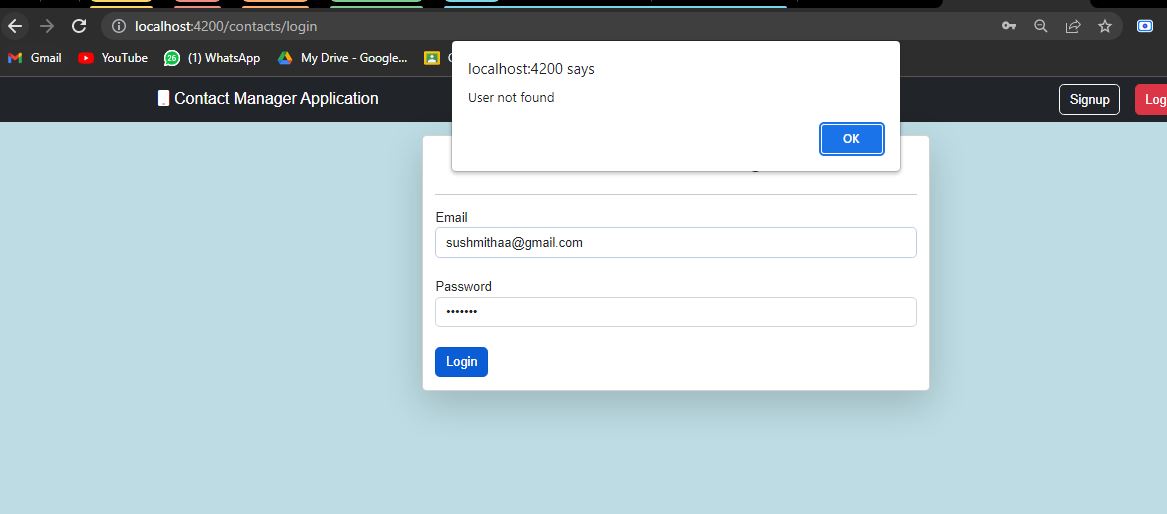 localhost:4200/contacts/login
Gmail YouTube 26 (1) WhatsApp My Drive - Google...
localhost:4200 says
User not found
OK
Contact Manager Application
Signup
Log
Email
sushmithaa@gmail.com
Password
•••••••
Login